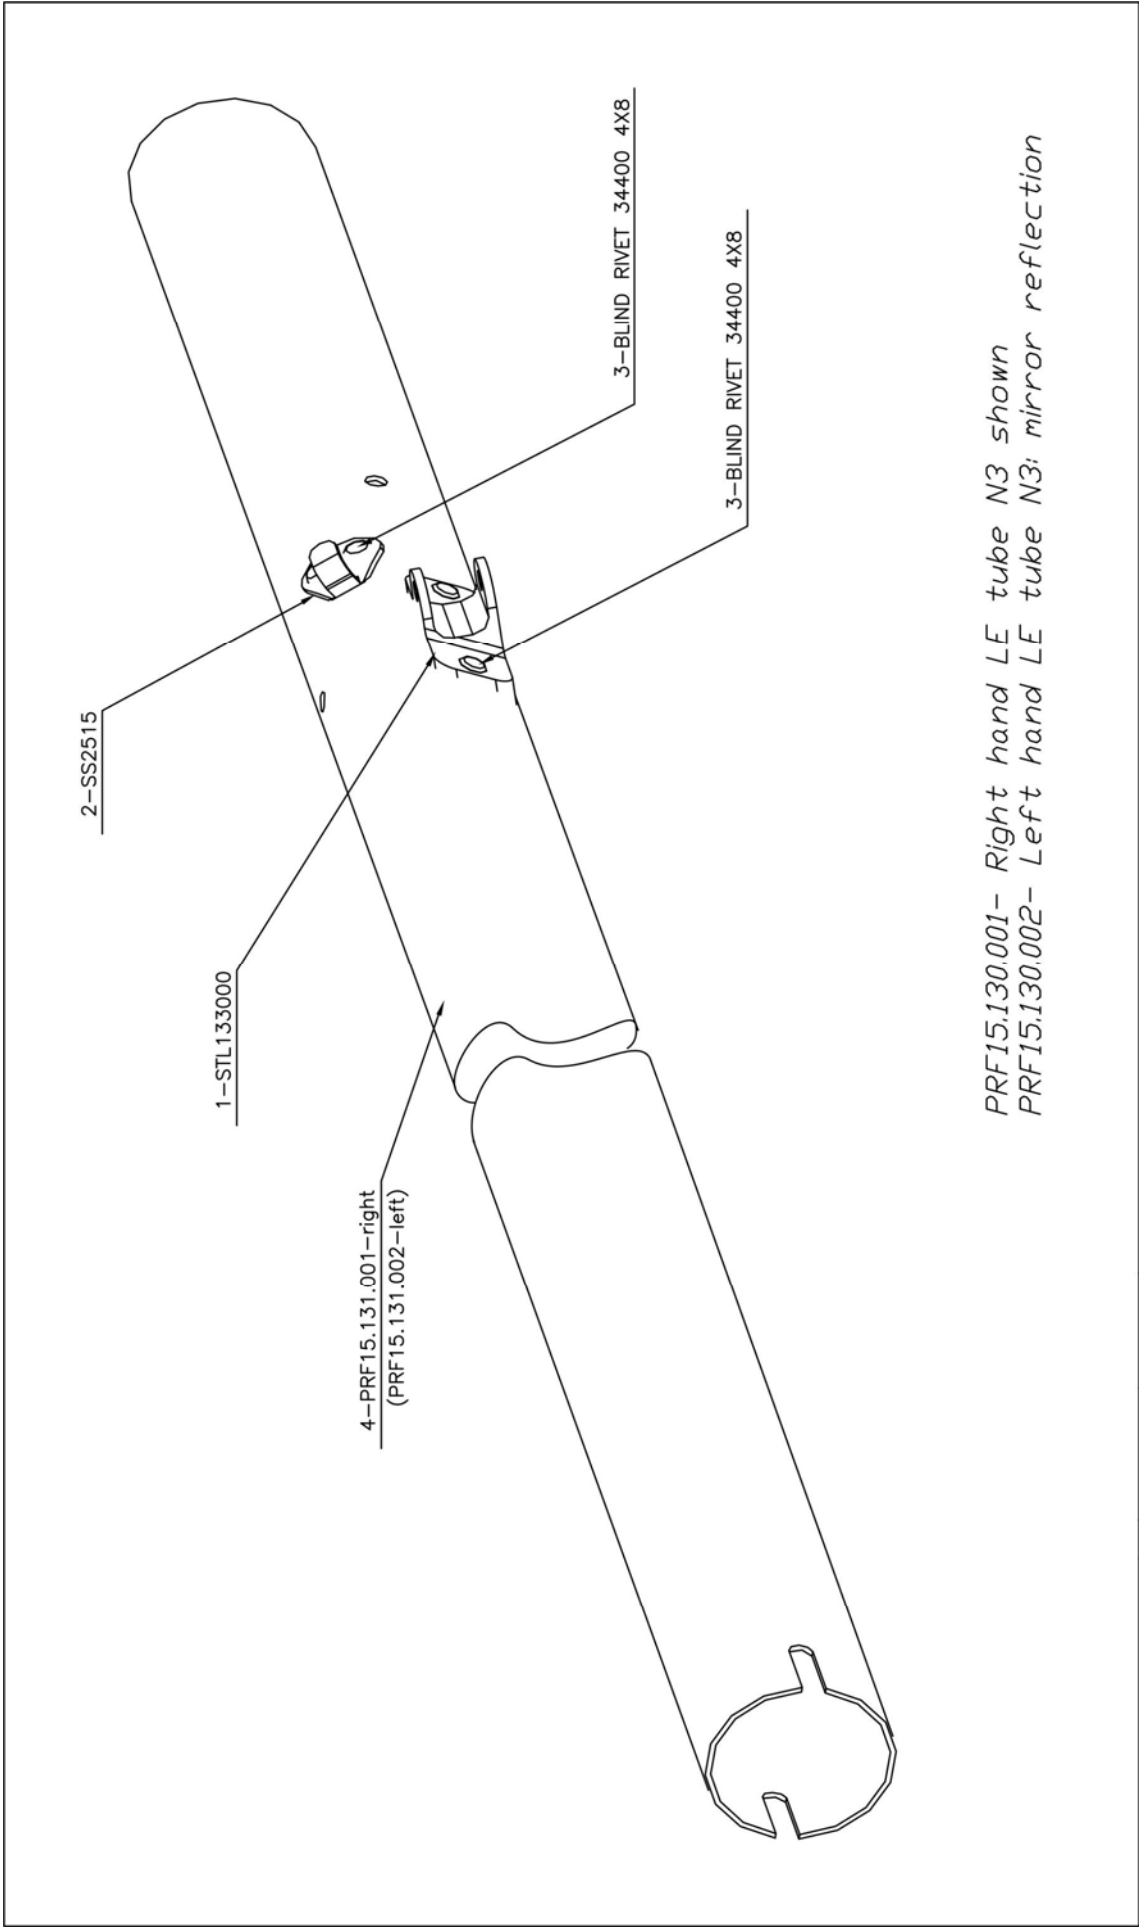 2-SS2515
1-STL133000
4-PRF15.131.001-right
(PRF15.131.002-left)
3-BLIND RIVET 34400 4X8
3-BLIND RIVET 34400 4X8
PRF15.130.001- Right hand LE tube N3 shown
PRF15.130.002- Left hand LE tube N3: mirror reflection